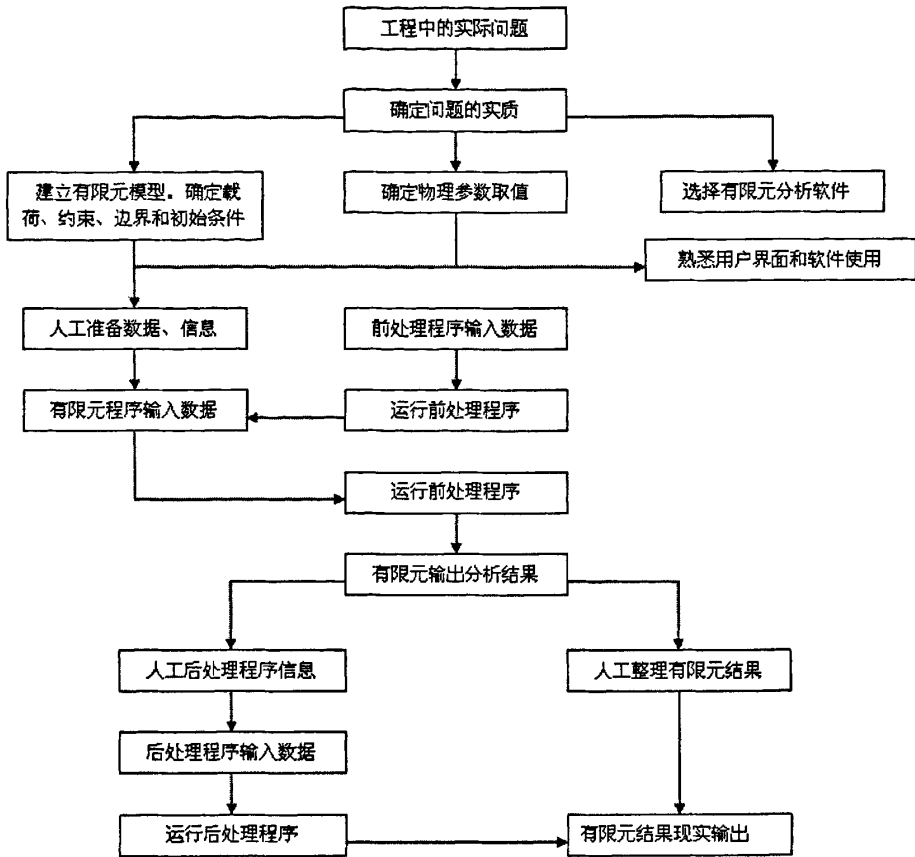 工程中的实际问题
确定问题的实质
建立有限元模型。确定载
荷、约束、边界和初始条件
确定物理参数取值
选择有限元分析软件
熟悉用户界面和软件使用
人工准备数据、信息
前处理程序输入数据
有限元程序输入数据
运行前处理程序
运行前处理程序
有限元输出分析结果
人工后处理程序信息
人工整理有限元结果
后处理程序输入数据
运行后处理程序
有限元结果现实输出